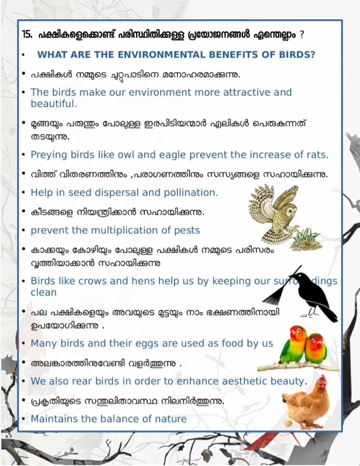 15. പക്ഷികളെക്കൊണ്ട് പരിസ്ഥിതിക്കുള്ള പ്രയോജനങ്ങൾ എന്തെല്ലാം ?
• WHAT ARE THE ENVIRONMENTAL BENEFITS OF BIRDS?
• പക്ഷികൾ നമ്മുടെ ചുറ്റുപാടിനെ മനോഹരമാക്കുന്നു.
• The birds make our environment more attractive and
beautiful.
• മൂങ്ങയും പരുന്തും പോലുള്ള ഇരപിടിയന്മാർ എലികൾ പെരുകുന്നത്
തടയുന്നു.
• Preying birds like owl and eagle prevent the increase of rats.
• വിത്ത് വിതരണത്തിനും ,പരാഗണത്തിനും സസ്യങ്ങളെ സഹായിക്കുന്നു.
• Help in seed dispersal and pollination.
• കീടങ്ങളെ നിയന്ത്രിക്കാൻ സഹായിക്കുന്നു.
• prevent the multiplication of pests
• കാക്കയും കോഴിയും പോലുള്ള പക്ഷികൾ നമ്മുടെ പരിസരം
വൃത്തിയാക്കാൻ സഹായിക്കുന്നു
• Birds like crows and hens help us by keeping our surroundings
clean
• പല പക്ഷികളെയും അവയുടെ മുട്ടയും നാം ഭക്ഷണത്തിനായി
ഉപയോഗിക്കുന്നു .
• Many birds and their eggs are used as food by us
• അലങ്കാരത്തിനുവേണ്ടി വളർത്തുന്നു .
• We also rear birds in order to enhance aesthetic beauty.
• പ്രകൃതിയുടെ സന്തുലിതാവസ്ഥ നിലനിർത്തുന്നു.
• Maintains the balance of nature